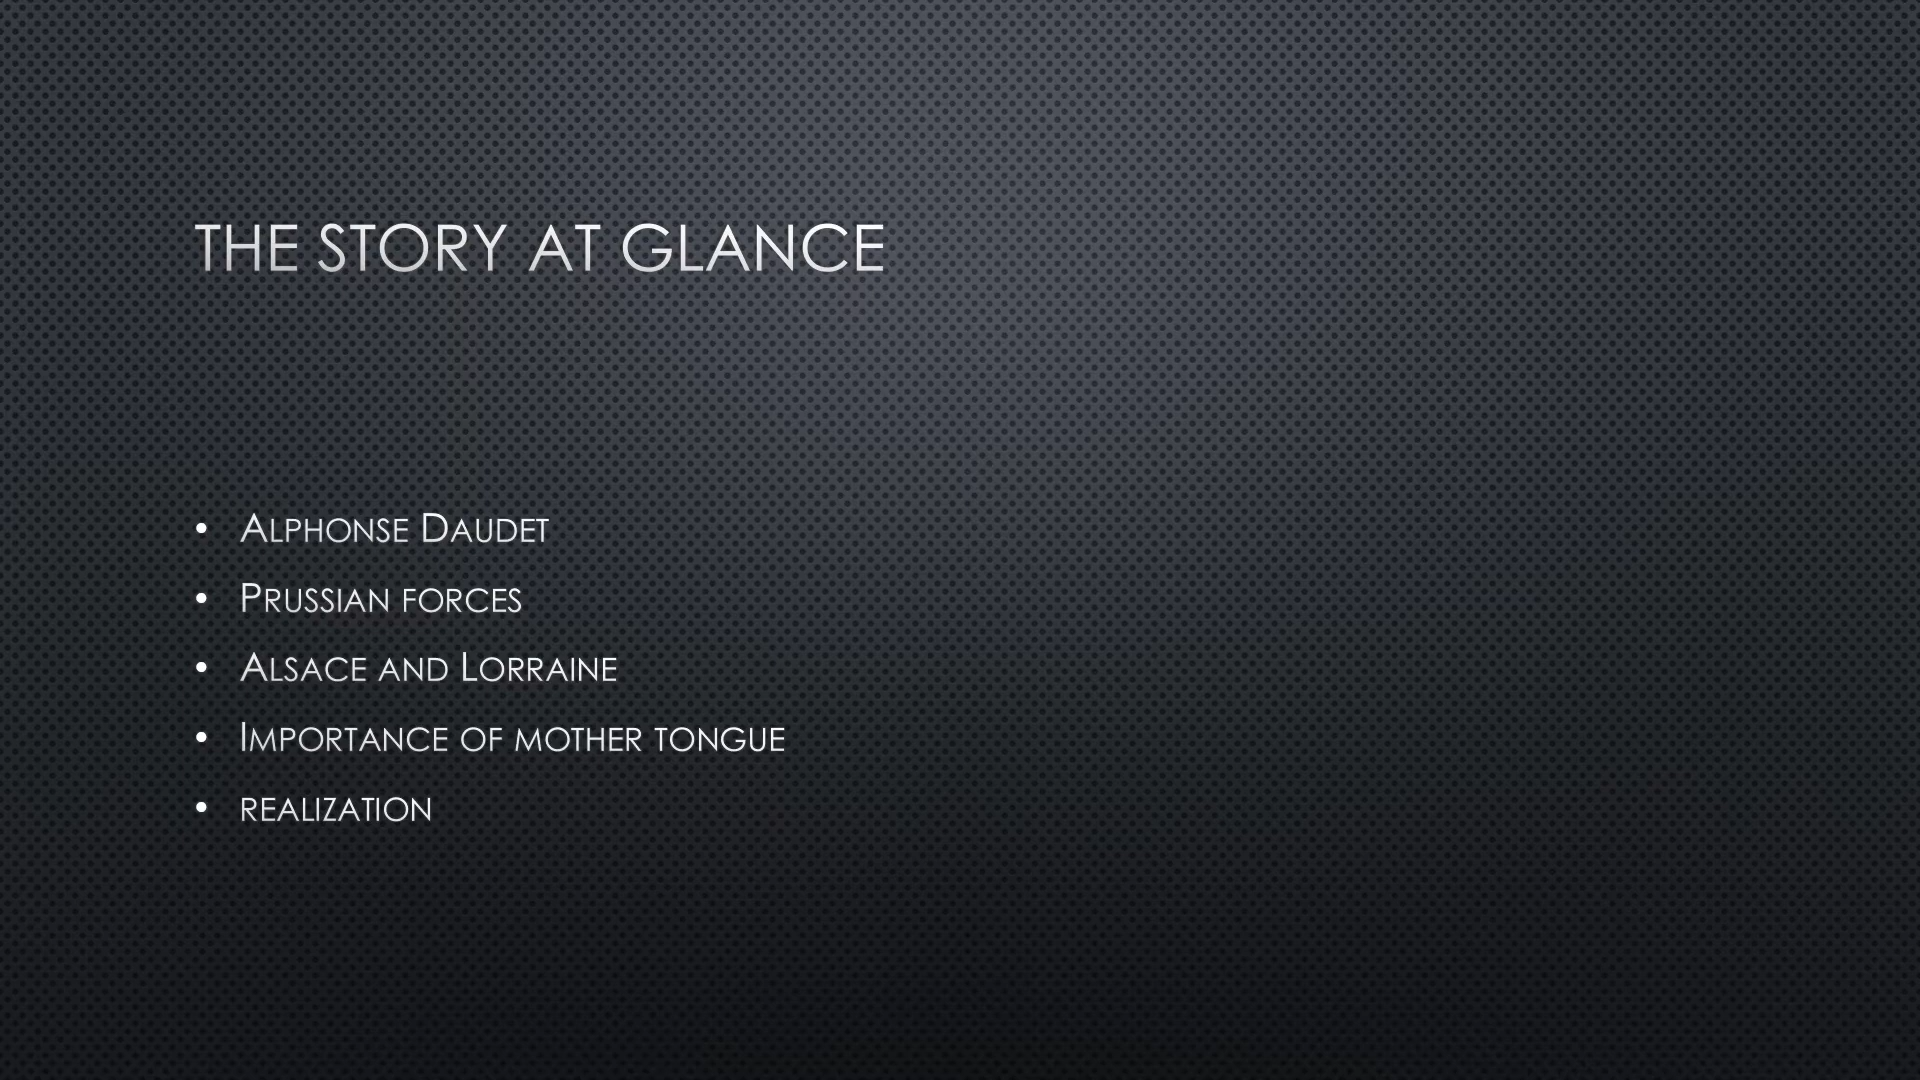 THE STORY AT GLANCE
• ALPHONSE DAUDET
• PRUSSIAN FORCES
• ALSACE AND LORRAINE
• IMPORTANCE OF MOTHER TONGUE
• REALIZATION